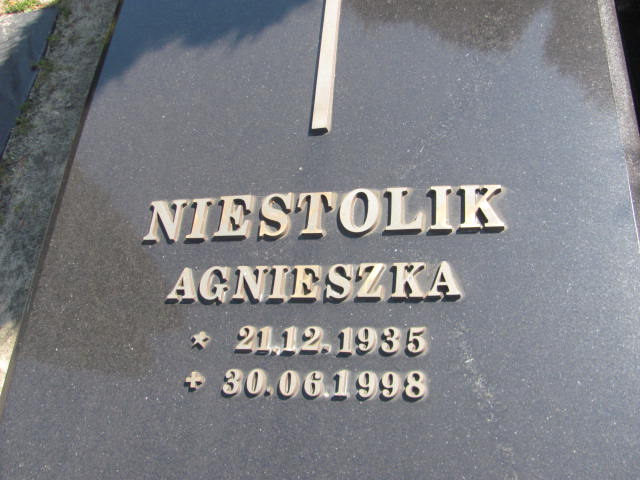 NIESTOLIK
AGNIESZKA
* 21.12.1935
+ 30.06.1998